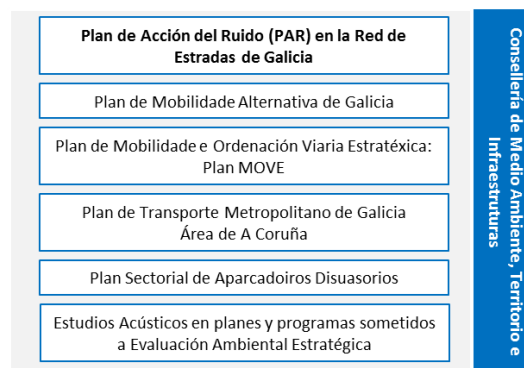 Plan de Acción del Ruido (PAR) en la Red de
Estradas de Galicia
Plan de Mobilidade Alternativa de Galicia
Plan de Mobilidade e Ordenación Viaria Estratéxica:
Plan MOVE
Plan de Transporte Metropolitano de Galicia
Área de A Coruña
Plan Sectorial de Aparcadoiros Disuasorios
Estudios Acústicos en planes y programas sometidos
a Evaluación Ambiental Estratégica
Consellería de Medio Ambiente, Territorio e
Infraestruturas